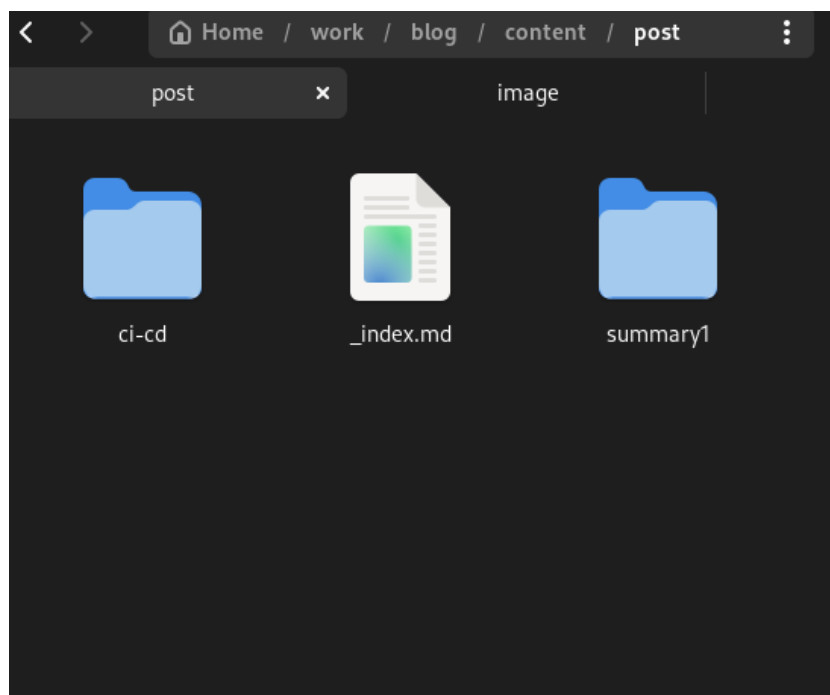 Home / work / blog / content / post
post image
ci-cd _index.md summary1